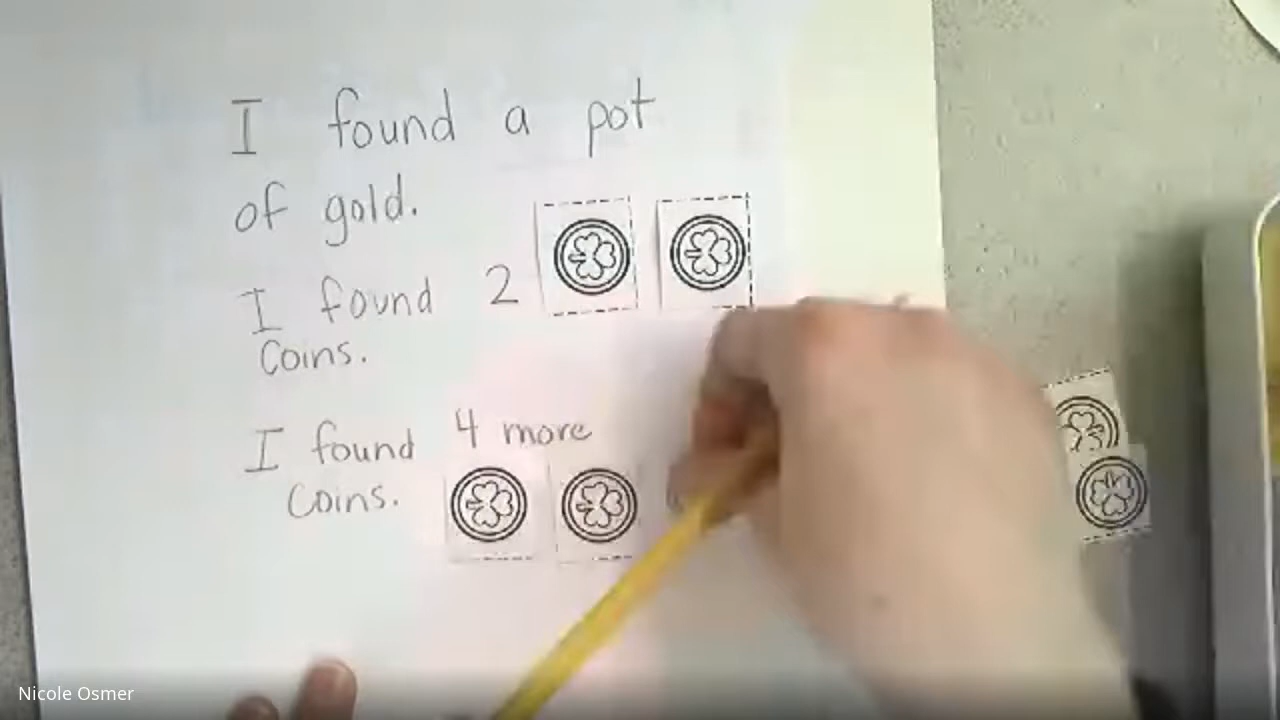 I found a pot
of gold.
I found 2
Coins.
I found 4 more
Coins.
Nicole Osmer